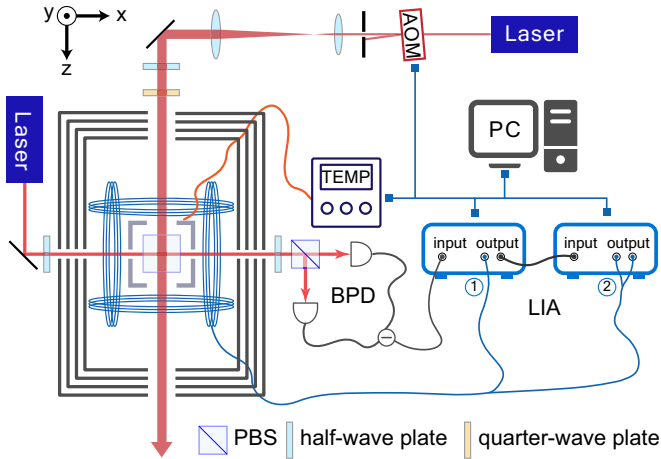 y x
z
AOM
Laser
Laser
PC
TEMP
input output
input output
① ②
LIA
BPD
PBS half-wave plate quarter-wave plate